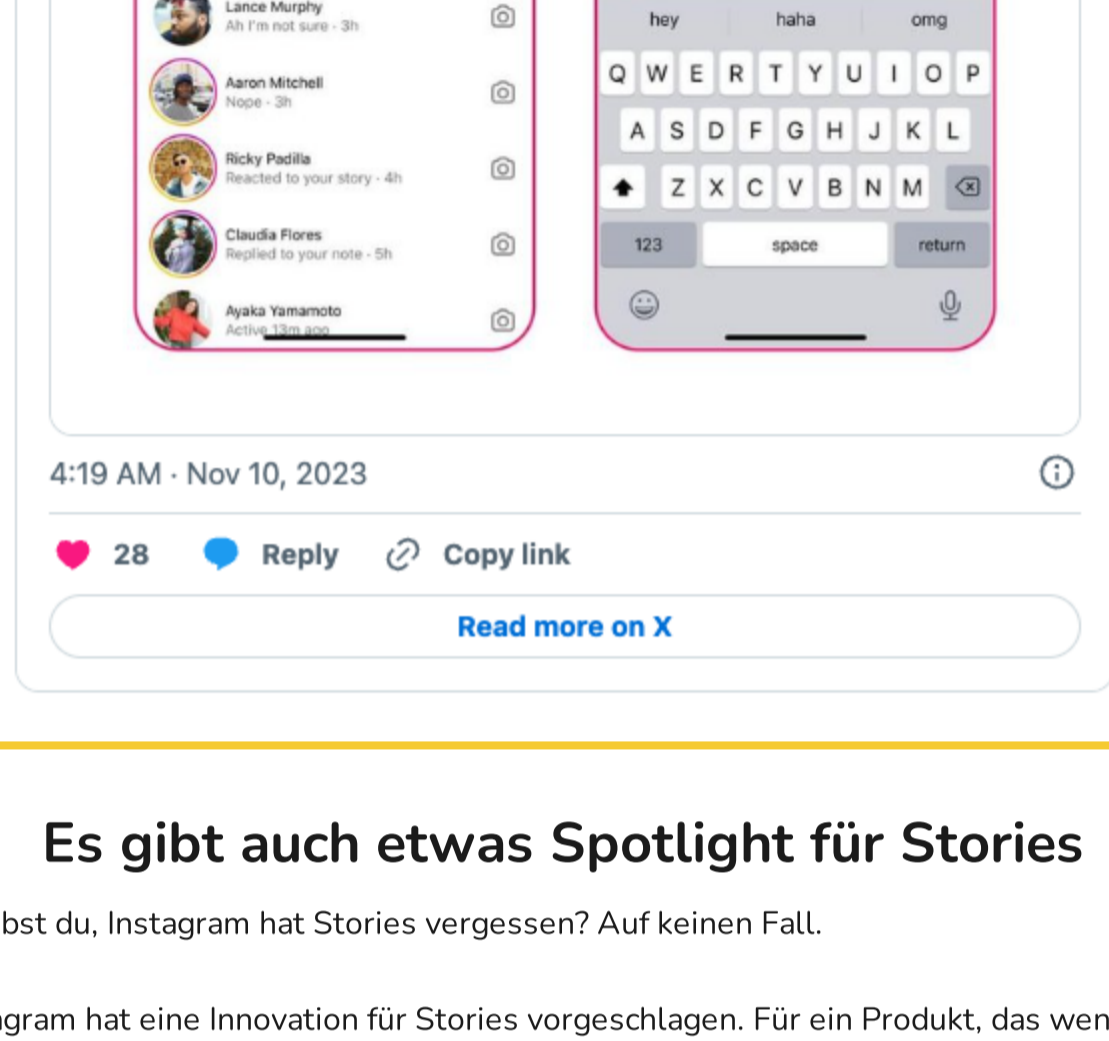 Lance Murphy
Ah I'm not sure · 3h
Aaron Mitchell
Nope · 3h
Ricky Padilla
Reacted to your story · 4h
Claudia Flores
Replied to your note · 5h
Ayaka Yamamoto
Active 13m ago
hey haha omg
Q W E R T Y U I O P
A S D F G H J K L
Z X C V B N M
123 space return
4:19 AM · Nov 10, 2023
28 Reply Copy link
Read more on X
Es gibt auch etwas Spotlight für Stories
bst du, Instagram hat Stories vergessen? Auf keinen Fall.
gram hat eine Innovation für Stories vorgeschlagen. Für ein Produkt, das wen